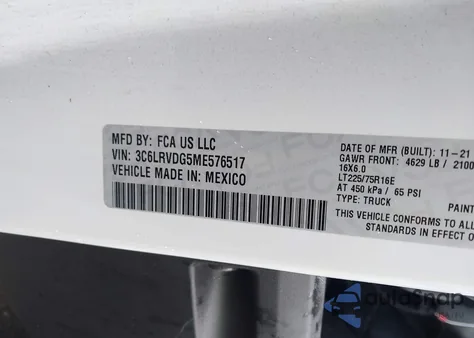 MFD BY: FCA US LLC
VIN: 3C6LRVDG5ME576517
VEHICLE MADE IN: MEXICO
DATE OF MFR (BUILT): 11-21
GAWR FRONT: 4629 LB / 2100
16X6.0
LT225/75R16E
AT 450 kPa / 65 PSI
TYPE: TRUCK
PAINT
THIS VEHICLE CONFORMS TO ALL
STANDARDS IN EFFECT O
autoSnap